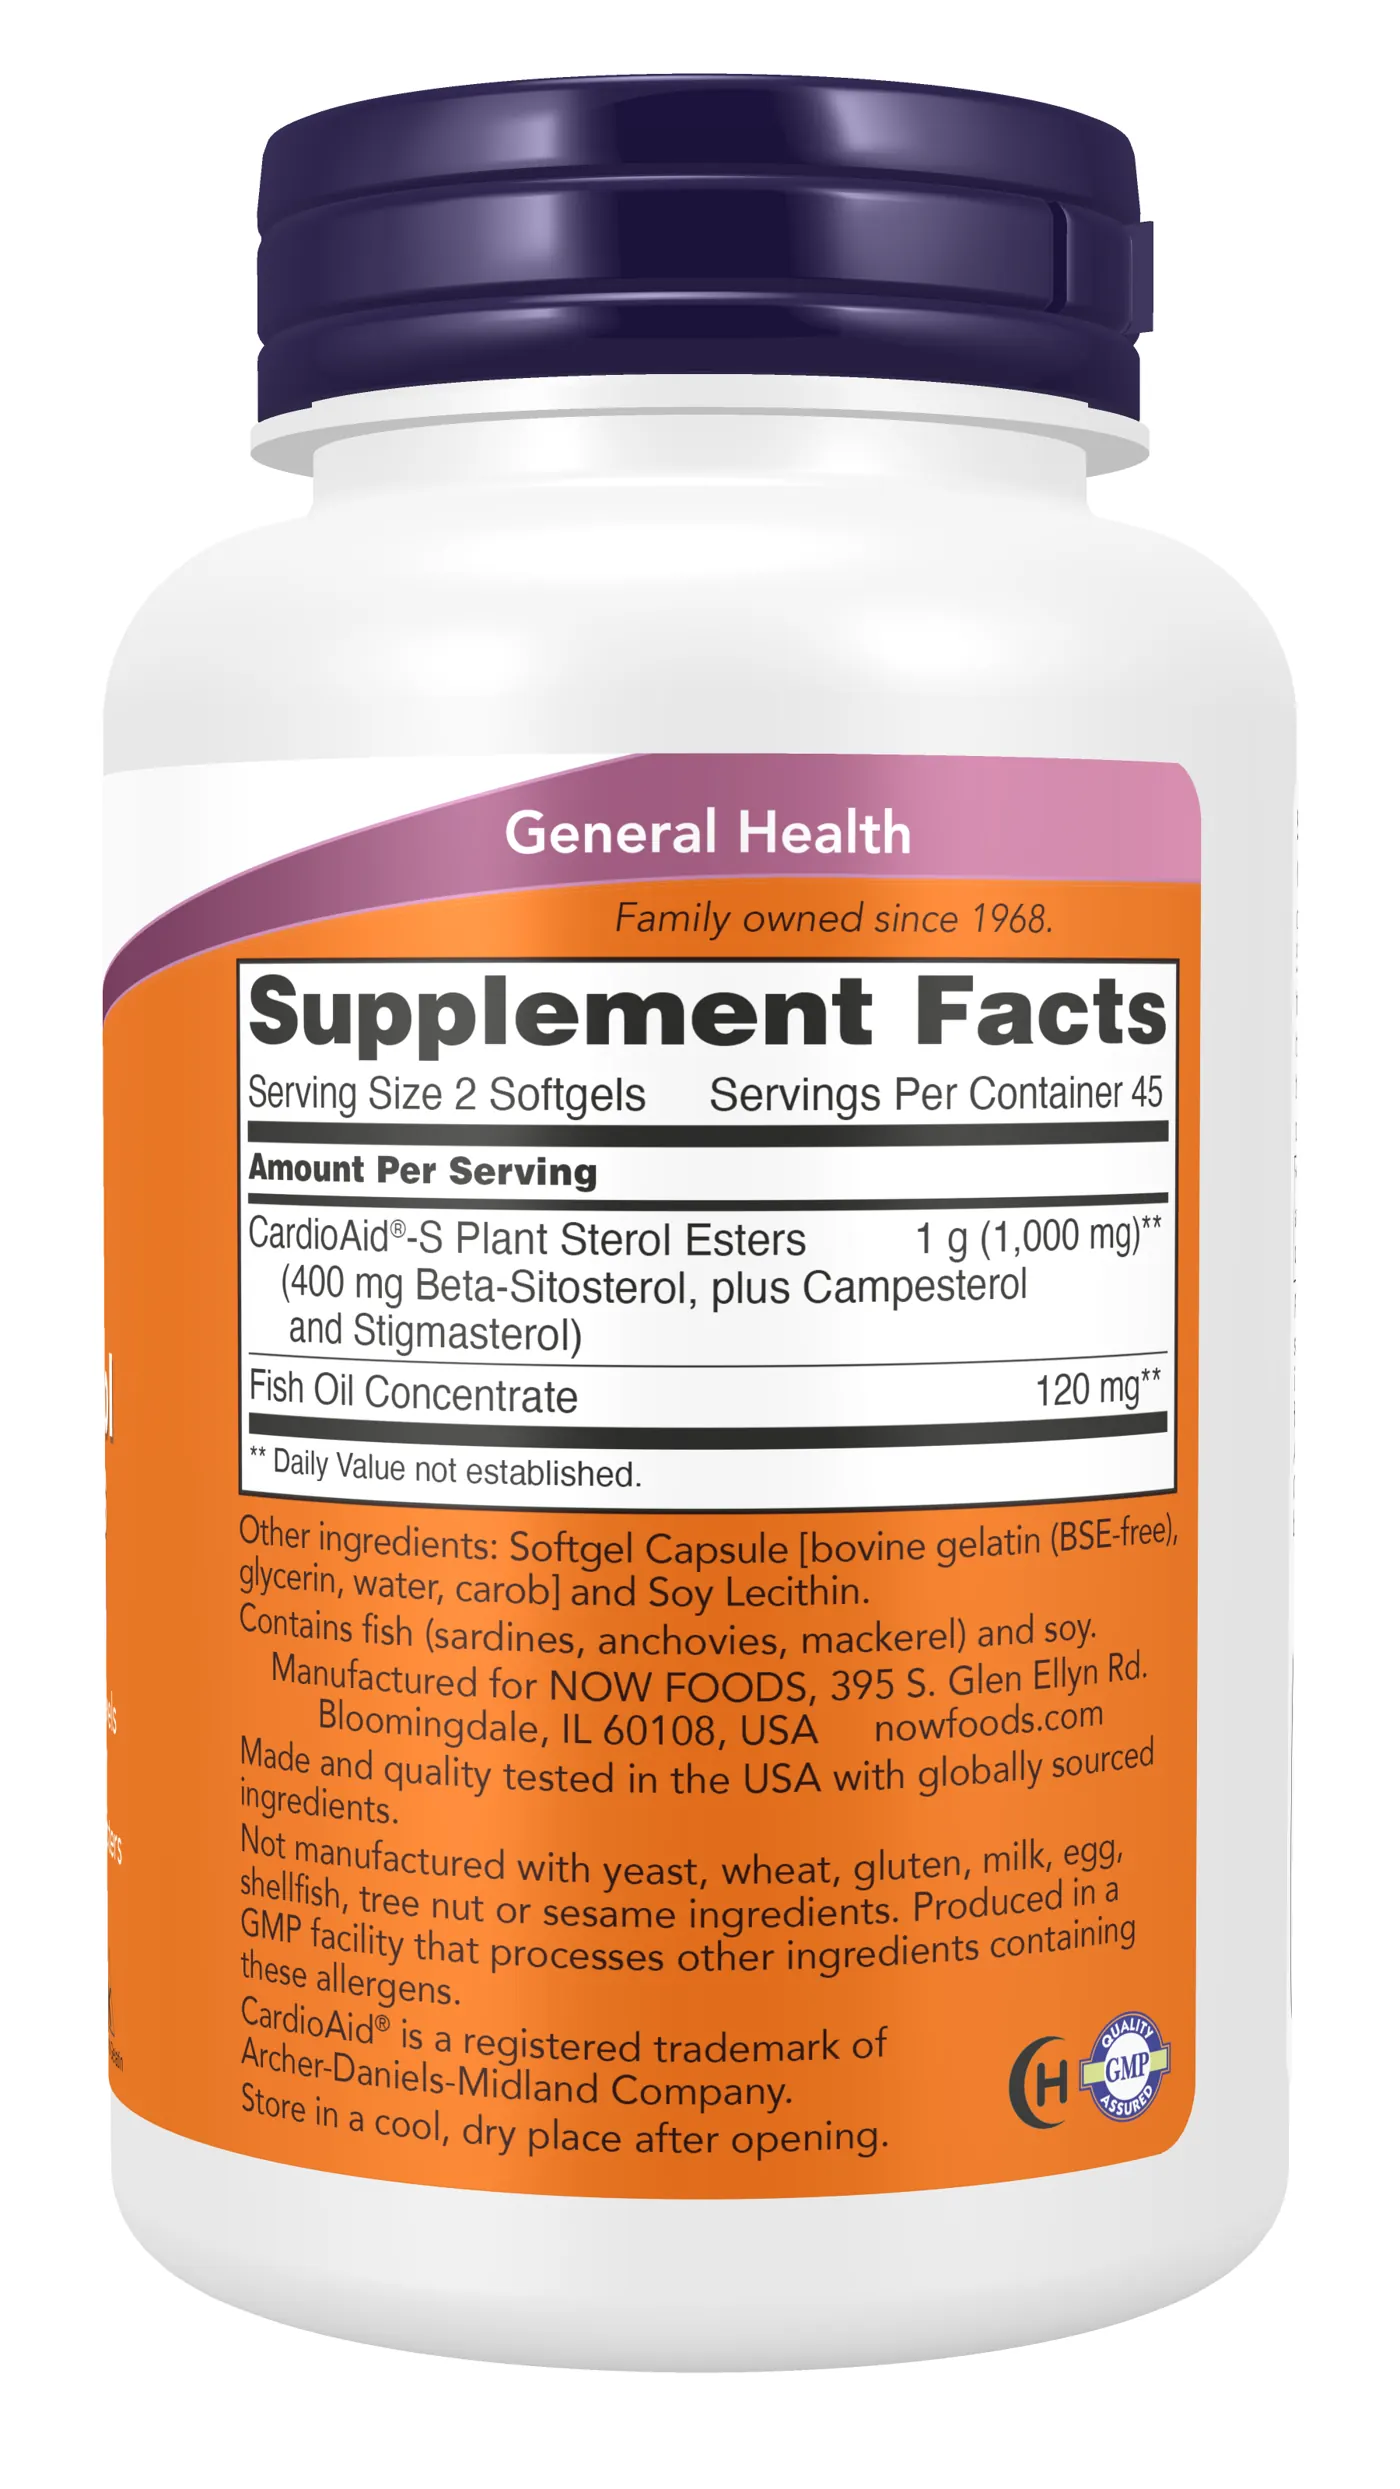 General Health
Family owned since 1968.
Supplement Facts
Serving Size 2 Softgels Servings Per Container 45
Amount Per Serving
CardioAid®-S Plant Sterol Esters 1 g (1,000 mg)**
(400 mg Beta-Sitosterol, plus Campesterol
and Stigmasterol)
Fish Oil Concentrate 120 mg**
** Daily Value not established.
Other ingredients: Softgel Capsule [bovine gelatin (BSE-free),
glycerin, water, carob] and Soy Lecithin.
Contains fish (sardines, anchovies, mackerel) and soy.
Manufactured for NOW FOODS, 395 S. Glen Ellyn Rd.
Bloomingdale, IL 60108, USA nowfoods.com
Made and quality tested in the USA with globally sourced
ingredients.
Not manufactured with yeast, wheat, gluten, milk, egg,
shellfish, tree nut or sesame ingredients. Produced in a
GMP facility that processes other ingredients containing
these allergens.
CardioAid® is a registered trademark of
Archer-Daniels-Midland Company.
Store in a cool, dry place after opening.
CH
QUALITY
GMP
ASSURED